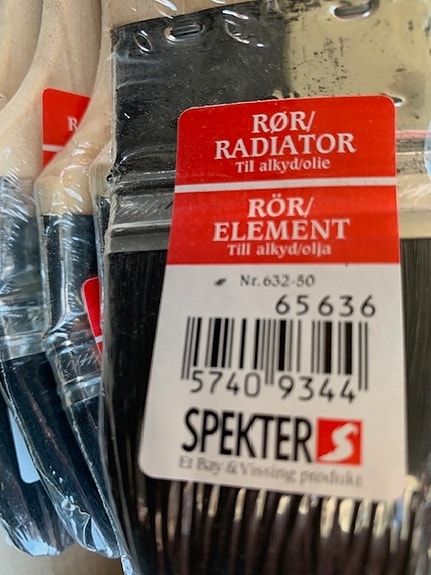 RØR/
RADIATOR
Til alkyd/olie
RÖR/
ELEMENT
Till alkyd/olja
Nr. 632-50
65636
5740 9344
SPEKTER S
Et Bay & Vissing produkt
R